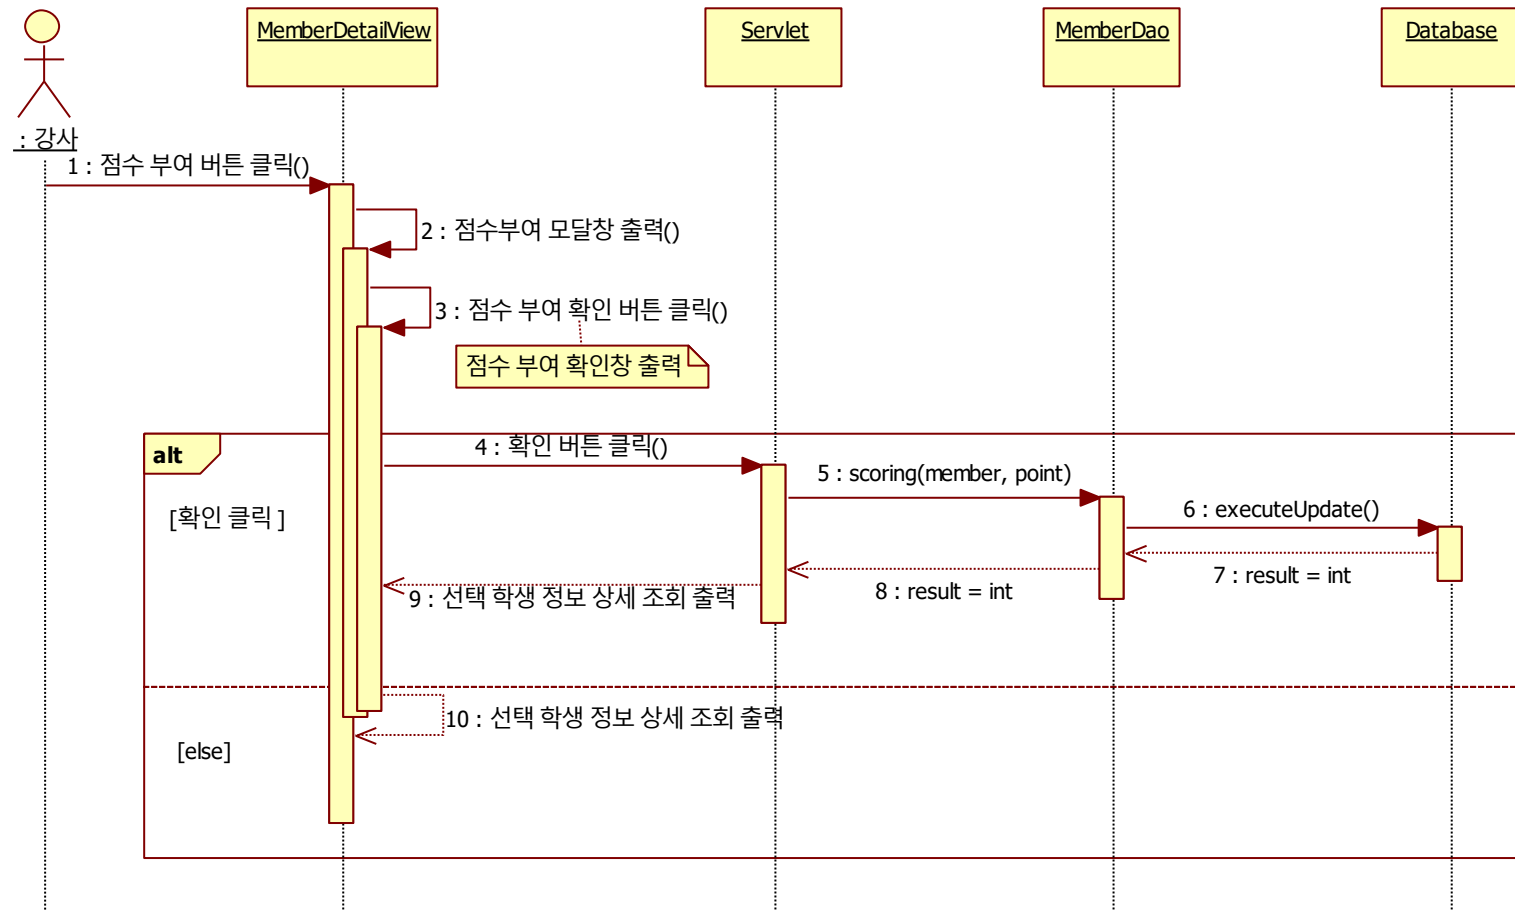 MemberDetailView
Servlet
MemberDao
Database
: 강사
1 : 점수 부여 버튼 클릭()
2 : 점수부여 모달창 출력()
3 : 점수 부여 확인 버튼 클릭()
점수 부여 확인창 출력
alt
4 : 확인 버튼 클릭()
5 : scoring(member, point)
[확인 클릭 ]
6 : executeUpdate()
7 : result = int
8 : result = int
9 : 선택 학생 정보 상세 조회 출력
10 : 선택 학생 정보 상세 조회 출력
[else]